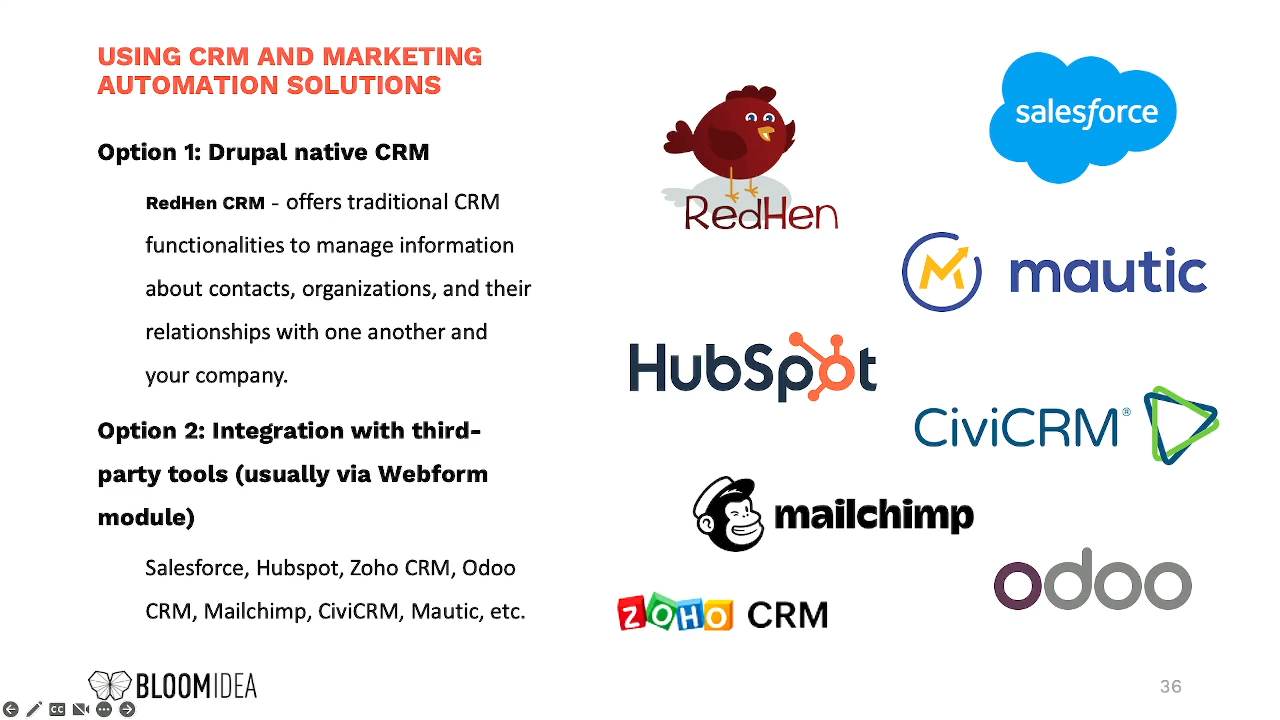 USING CRM AND MARKETING
AUTOMATION SOLUTIONS
Option 1: Drupal native CRM
RedHen CRM - offers traditional CRM
functionalities to manage information
about contacts, organizations, and their
relationships with one another and
your company.
Option 2: Integration with third-
party tools (usually via Webform
module)
Salesforce, Hubspot, Zoho CRM, Odoo
CRM, Mailchimp, CiviCRM, Mautic, etc.
RedHen
salesforce
mautic
HubSpot
CiviCRM®
mailchimp
odoo
ZOHO CRM
BLOOMIDEA
36
CC